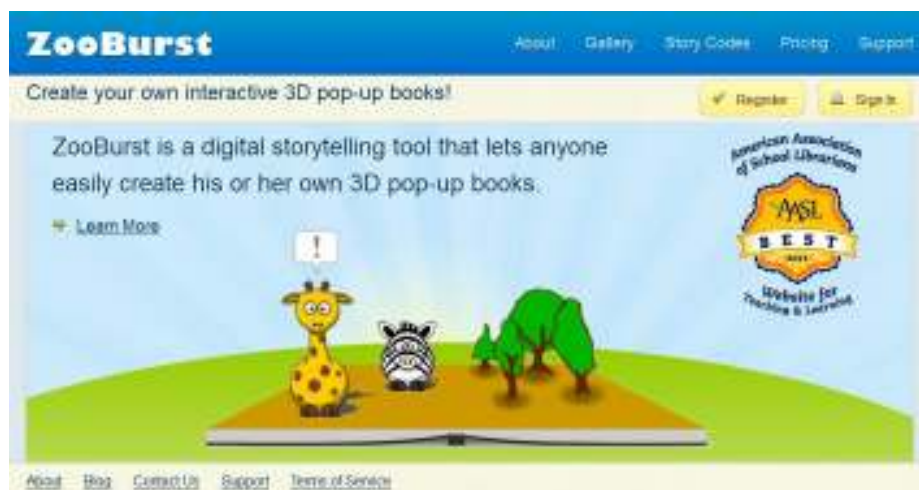 ZooBurst
About Gallery Story Codes Pricing Support
Create your own interactive 3D pop-up books!
Register Sign In
ZooBurst is a digital storytelling tool that lets anyone
easily create his or her own 3D pop-up books.
Learn More
!
American Association
of School Librarians
AASL
BEST
Website for
Teaching & Learning
About Blog Contact Us Support Terms of Service